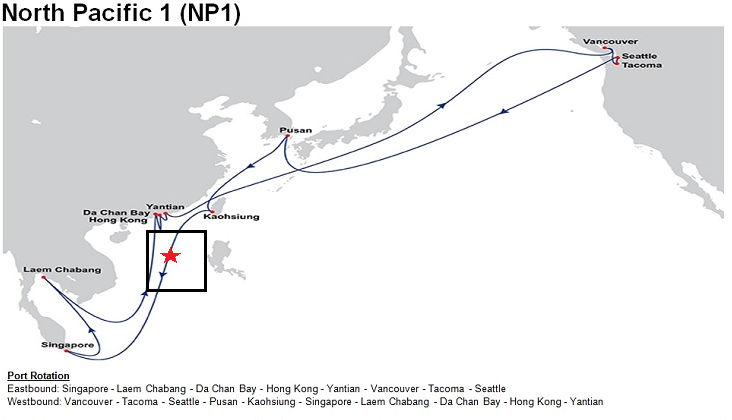 North Pacific 1 (NP1)
Vancouver
Seattle
Tacoma
Pusan
Yantian
Da Chan Bay
Hong Kong
Kaohsiung
Laem Chabang
Singapore
Port Rotation
Eastbound: Singapore - Laem Chabang - Da Chan Bay - Hong Kong - Yantian - Vancouver - Tacoma - Seattle
Westbound: Vancouver - Tacoma - Seattle - Pusan - Kaohsiung - Singapore - Laem Chabang - Da Chan Bay - Hong Kong - Yantian